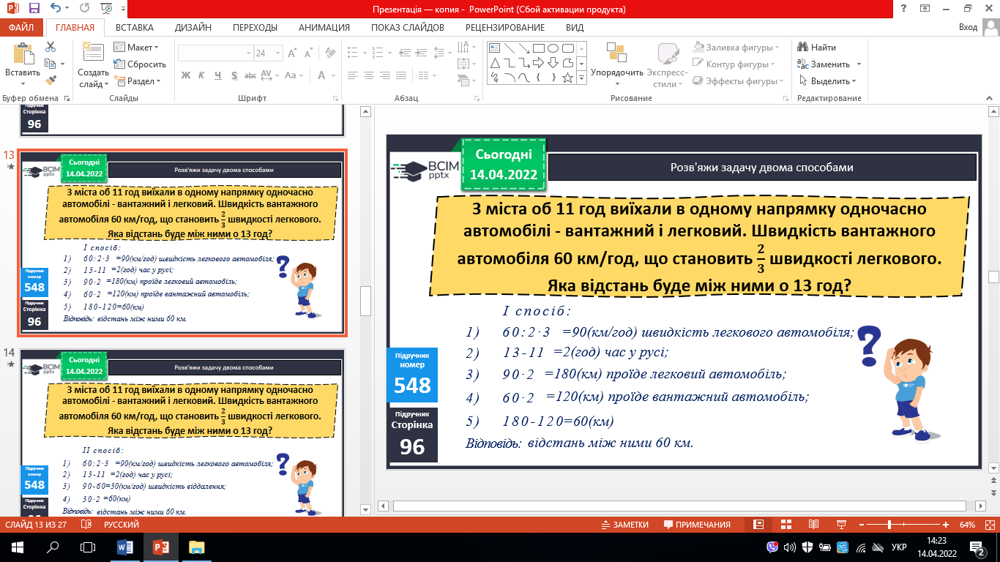 Презентація — копия - PowerPoint (Сбой активации продукта)
ФАЙЛ ГЛАВНАЯ ВСТАВКА ДИЗАЙН ПЕРЕХОДЫ АНИМАЦИЯ ПОКАЗ СЛАЙДОВ РЕЦЕНЗИРОВАНИЕ ВИД Вход
Вставить
Создать слайд
Макет
Сбросить
Раздел
24
Ж К Ч S abc AV Aa A
Упорядочить
Экспресс-стили
Заливка фигуры
Контур фигуры
Эффекты фигуры
Найти
Заменить
Выделить
Буфер обмена Слайды Шрифт Абзац Рисование Редактирование
Підручник
Сторінка
96
13
Сьогодні
14.04.2022
BCIM
pptx
Розв'яжи задачу двома способами
З міста об 11 год виїхали в одному напрямку одночасно
автомобілі - вантажний і легковий. Швидкість вантажного
автомобіля 60 км/год, що становить 2/3 швидкості легкового.
Яка відстань буде між ними о 13 год?
І спосіб:
1) 60:2·3 =90(км/год) швидкість легкового автомобіля;
2) 13-11 =2(год) час у русі;
3) 90·2 =180(км) проїде легковий автомобіль;
4) 60·2 =120(км) проїде вантажний автомобіль;
5) 180-120=60(км)
Відповідь: відстань між ними 60 км.
Підручник
номер
548
Підручник
Сторінка
96
14
Сьогодні
14.04.2022
BCIM
pptx
Розв'яжи задачу двома способами
З міста об 11 год виїхали в одному напрямку одночасно
автомобілі - вантажний і легковий. Швидкість вантажного
автомобіля 60 км/год, що становить 2/3 швидкості легкового.
Яка відстань буде між ними о 13 год?
ІІ спосіб:
1) 60:2·3 =90(км/год) швидкість легкового автомобіля;
2) 13-11 =2(год) час у русі;
3) 90-60=30(км/год) швидкість віддалення;
4) 30·2 =60(км)
Відповідь: відстань між ними 60 км.
Підручник
номер
548
Підручник
Сторінка
Сьогодні
14.04.2022
BCIM
pptx
Розв'яжи задачу двома способами
З міста об 11 год виїхали в одному напрямку одночасно
автомобілі - вантажний і легковий. Швидкість вантажного
автомобіля 60 км/год, що становить 2/3 швидкості легкового.
Яка відстань буде між ними о 13 год?
І спосіб:
1) 60:2·3 =90(км/год) швидкість легкового автомобіля;
2) 13-11 =2(год) час у русі;
3) 90·2 =180(км) проїде легковий автомобіль;
4) 60·2 =120(км) проїде вантажний автомобіль;
5) 180-120=60(км)
Відповідь: відстань між ними 60 км.
Підручник
номер
548
Підручник
Сторінка
96
СЛАЙД 13 ИЗ 27 РУССКИЙ ЗАМЕТКИ ПРИМЕЧАНИЯ 64%
УКР
14:23
14.04.2022
2